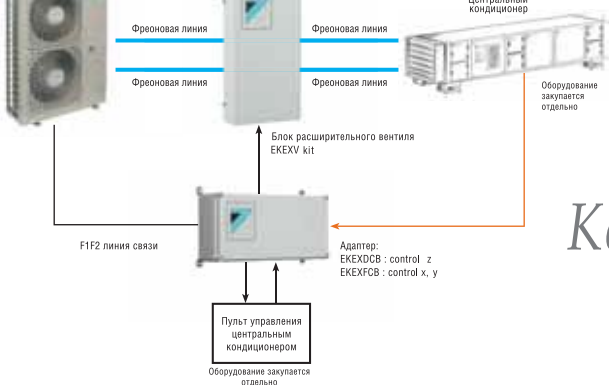 Центральный
кондиционер
Фреоновая линия
Фреоновая линия
Фреоновая линия
Фреоновая линия
Оборудование
закупается
отдельно
Блок расширительного вентиля
EKEXV kit
F1F2 линия связи
Адаптер:
EKEXDCB : control z
EKEXFCB : control x, y
Пульт управления
центральным
кондиционером
Оборудование закупается
отдельно